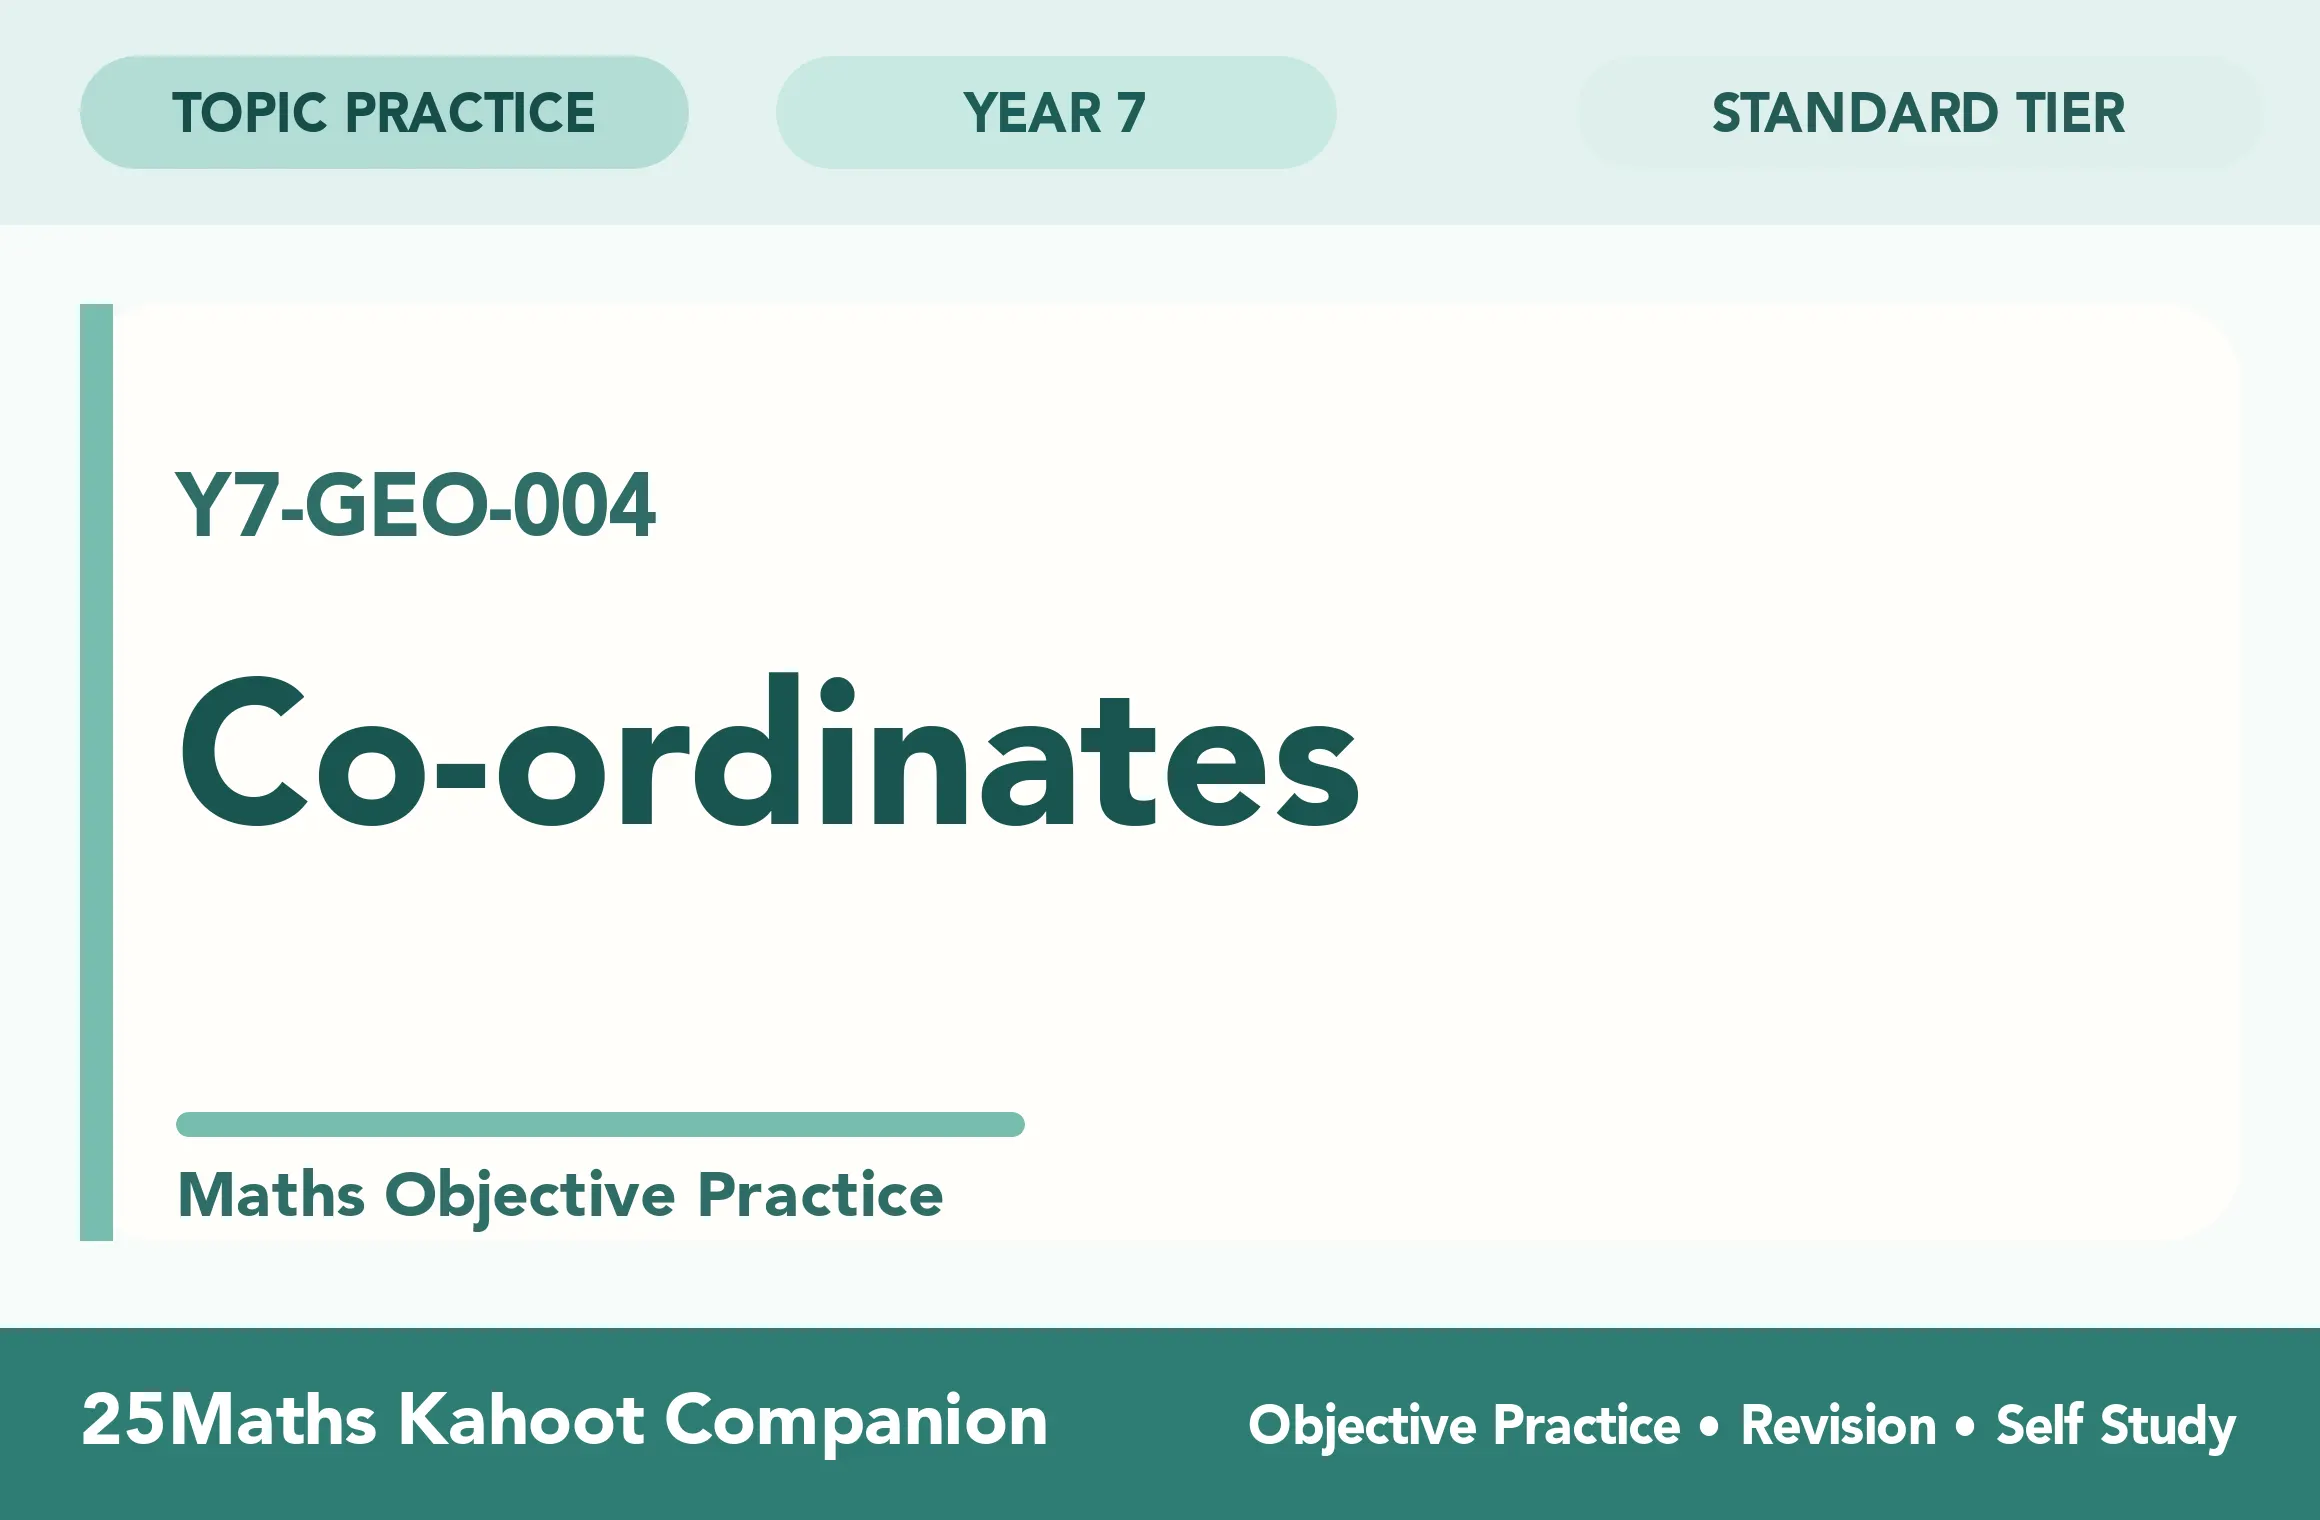 TOPIC PRACTICE
YEAR 7
STANDARD TIER
Y7-GEO-004
Co-ordinates
Maths Objective Practice
25Maths Kahoot Companion
Objective Practice • Revision • Self Study